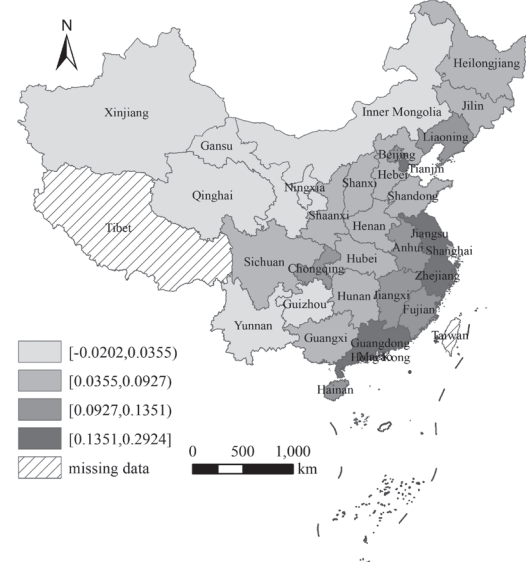 N
Heilongjiang
Xinjiang
Inner Mongolia
Jilin
Gansu
Liaoning
Beijing
Tianjin
Hebei
Ningxia
Shanxi
Qinghai
Shandong
Shaanxi
Tibet
Henan
Jiangsu
Anhui
Shanghai
Sichuan
Chongqing
Hubei
Zhejiang
Guizhou
Hunan
Jiangxi
Fujian
Yunnan
Guangxi
Guangdong
Taiwan
Hong Kong
Hainan
[-0.0202,0.0355)
[0.0355,0.0927)
[0.0927,0.1351)
[0.1351,0.2924]
missing data
0 500 1,000
km